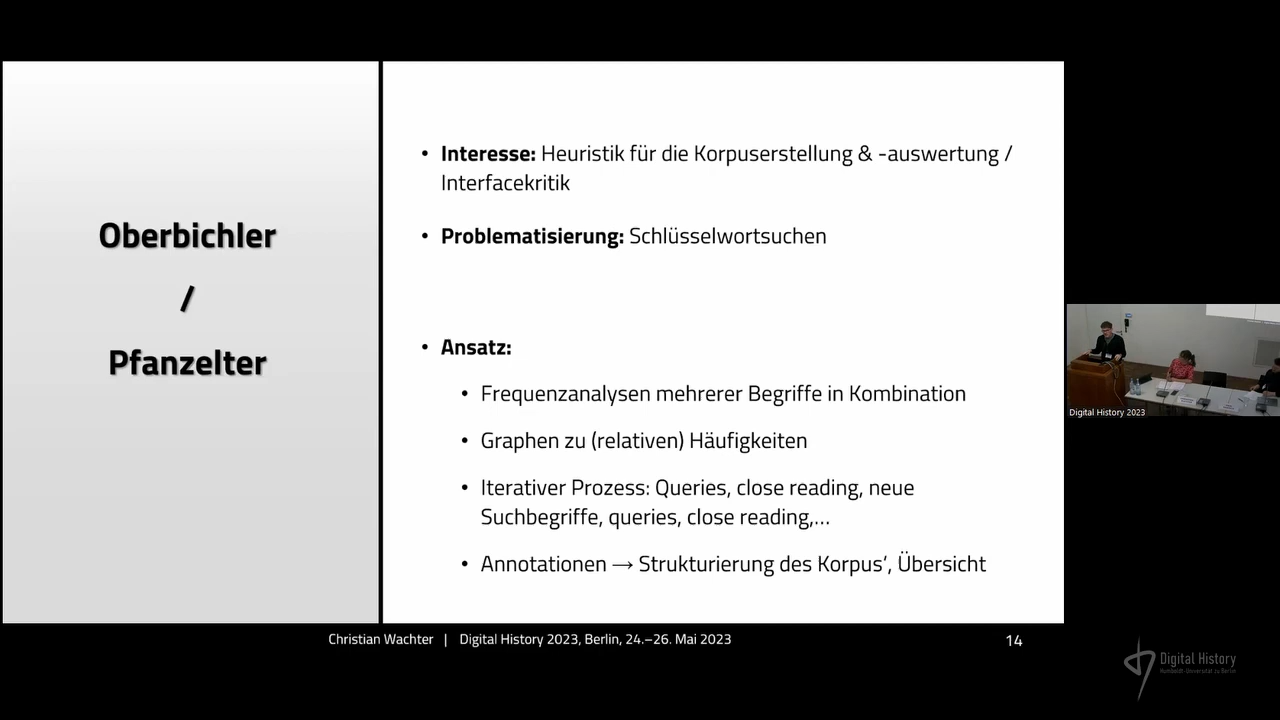 Oberbichler
/
Pfanzelter
• Interesse: Heuristik für die Korpuserstellung & -auswertung /
Interfacekritik
• Problematisierung: Schlüsselwortsuchen
• Ansatz:
• Frequenzanalysen mehrerer Begriffe in Kombination
• Graphen zu (relativen) Häufigkeiten
• Iterativer Prozess: Queries, close reading, neue
Suchbegriffe, queries, close reading,…
• Annotationen → Strukturierung des Korpus‘, Übersicht
Christian Wachter | Digital History 2023, Berlin, 24.–26. Mai 2023
14
Digital History 2023
Digital History
Humboldt-Universität zu Berlin